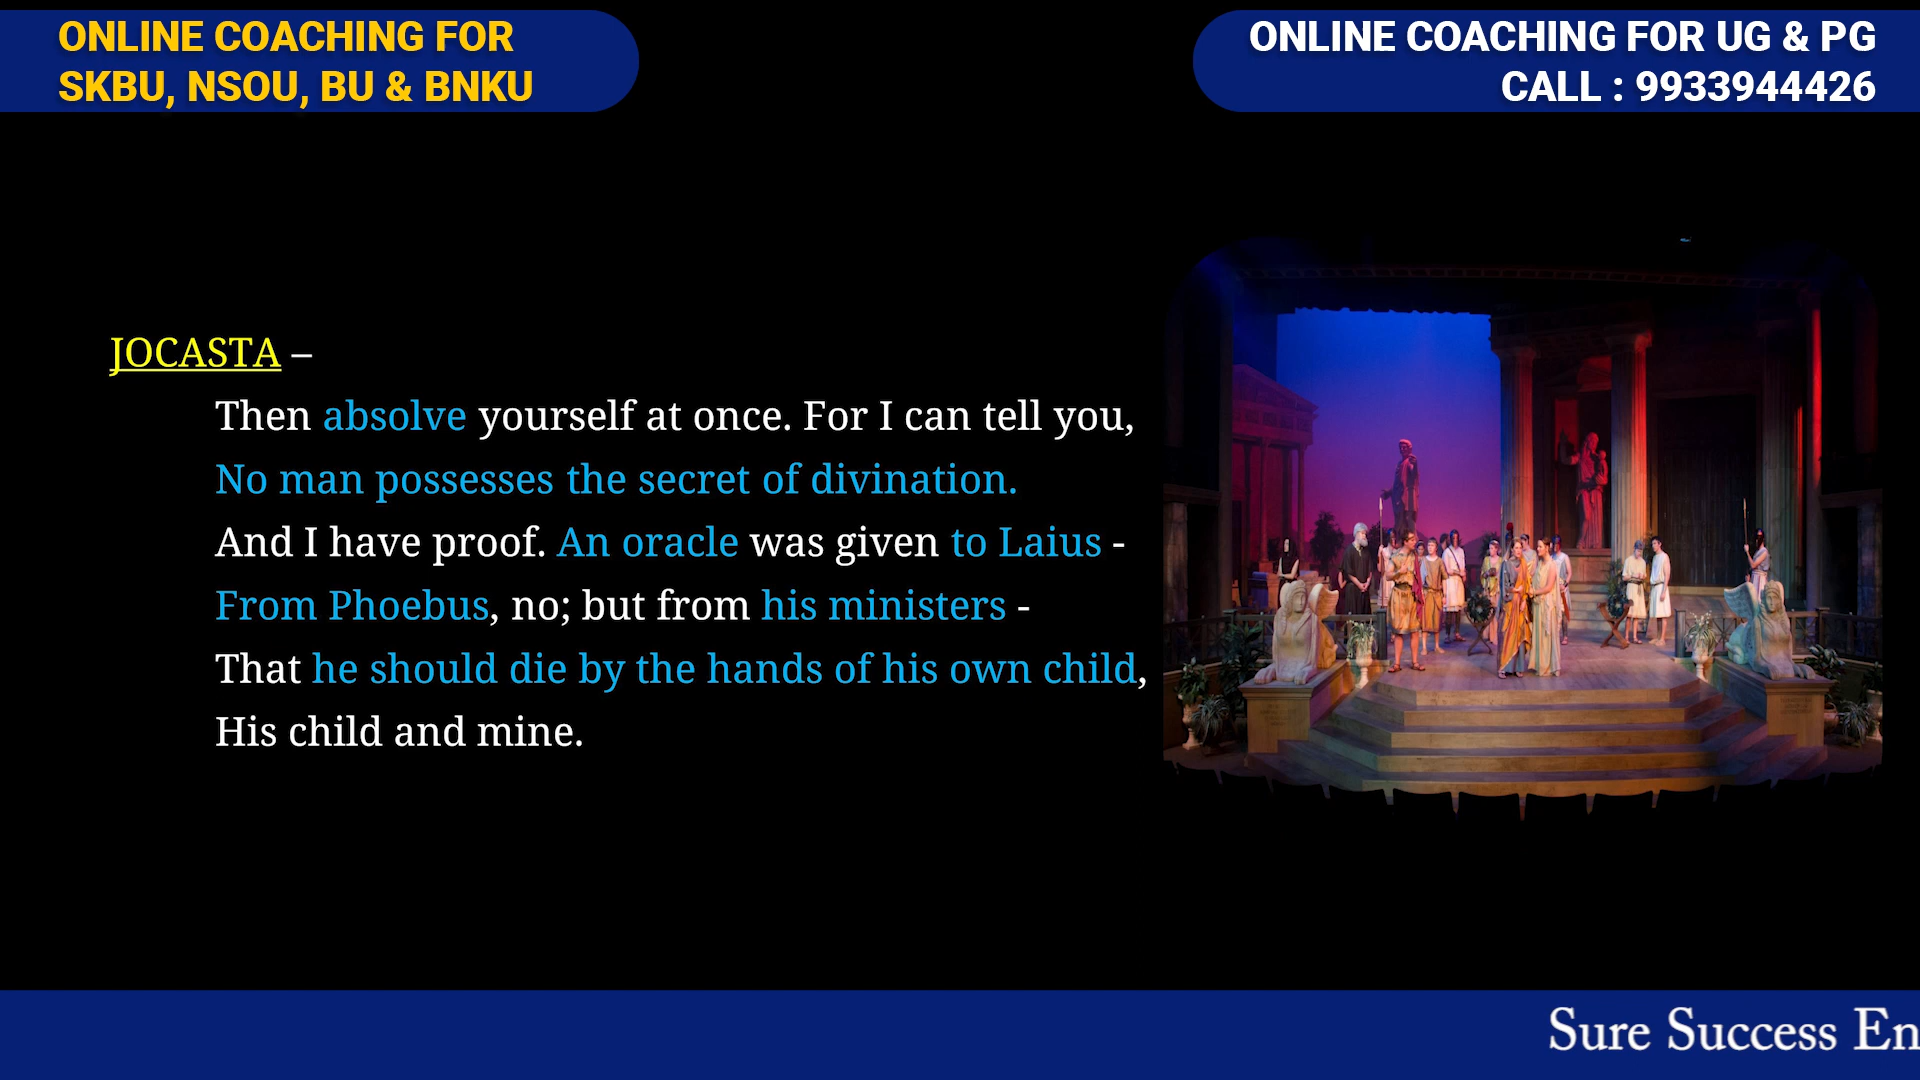 ONLINE COACHING FOR
SKBU, NSOU, BU & BNKU
ONLINE COACHING FOR UG & PG
CALL : 9933944426
JOCASTA –
Then absolve yourself at once. For I can tell you,
No man possesses the secret of divination.
And I have proof. An oracle was given to Laius -
From Phoebus, no; but from his ministers -
That he should die by the hands of his own child,
His child and mine.
Sure Success En